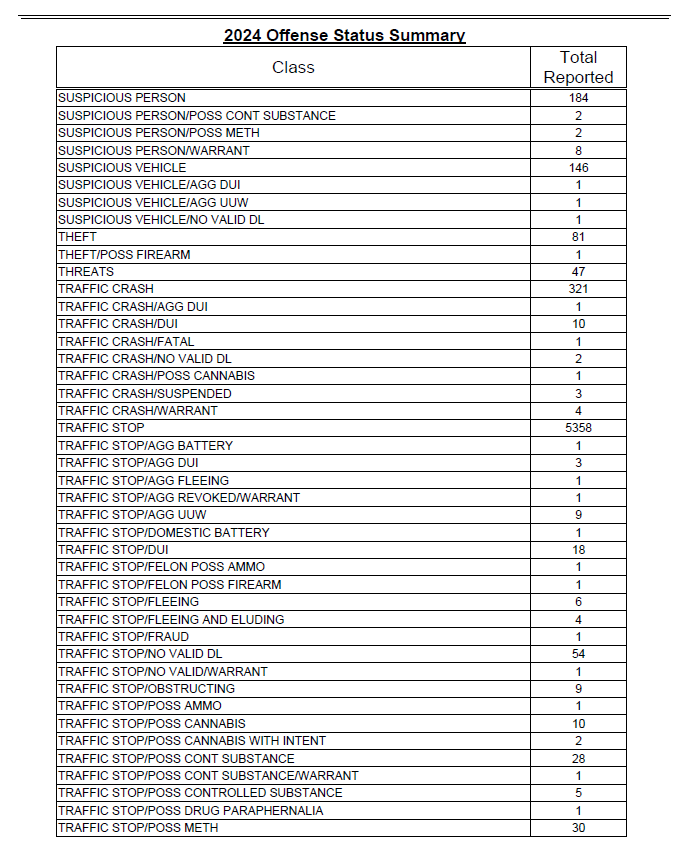 2024 Offense Status Summary
Class Total Reported
SUSPICIOUS PERSON 184
SUSPICIOUS PERSON/POSS CONT SUBSTANCE 2
SUSPICIOUS PERSON/POSS METH 2
SUSPICIOUS PERSON/WARRANT 8
SUSPICIOUS VEHICLE 146
SUSPICIOUS VEHICLE/AGG DUI 1
SUSPICIOUS VEHICLE/AGG UUW 1
SUSPICIOUS VEHICLE/NO VALID DL 1
THEFT 81
THEFT/POSS FIREARM 1
THREATS 47
TRAFFIC CRASH 321
TRAFFIC CRASH/AGG DUI 1
TRAFFIC CRASH/DUI 10
TRAFFIC CRASH/FATAL 1
TRAFFIC CRASH/NO VALID DL 2
TRAFFIC CRASH/POSS CANNABIS 1
TRAFFIC CRASH/SUSPENDED 3
TRAFFIC CRASH/WARRANT 4
TRAFFIC STOP 5358
TRAFFIC STOP/AGG BATTERY 1
TRAFFIC STOP/AGG DUI 3
TRAFFIC STOP/AGG FLEEING 1
TRAFFIC STOP/AGG REVOKED/WARRANT 1
TRAFFIC STOP/AGG UUW 9
TRAFFIC STOP/DOMESTIC BATTERY 1
TRAFFIC STOP/DUI 18
TRAFFIC STOP/FELON POSS AMMO 1
TRAFFIC STOP/FELON POSS FIREARM 1
TRAFFIC STOP/FLEEING 6
TRAFFIC STOP/FLEEING AND ELUDING 4
TRAFFIC STOP/FRAUD 1
TRAFFIC STOP/NO VALID DL 54
TRAFFIC STOP/NO VALID/WARRANT 1
TRAFFIC STOP/OBSTRUCTING 9
TRAFFIC STOP/POSS AMMO 1
TRAFFIC STOP/POSS CANNABIS 10
TRAFFIC STOP/POSS CANNABIS WITH INTENT 2
TRAFFIC STOP/POSS CONT SUBSTANCE 28
TRAFFIC STOP/POSS CONT SUBSTANCE/WARRANT 1
TRAFFIC STOP/POSS CONTROLLED SUBSTANCE 5
TRAFFIC STOP/POSS DRUG PARAPHERNALIA 1
TRAFFIC STOP/POSS METH 30